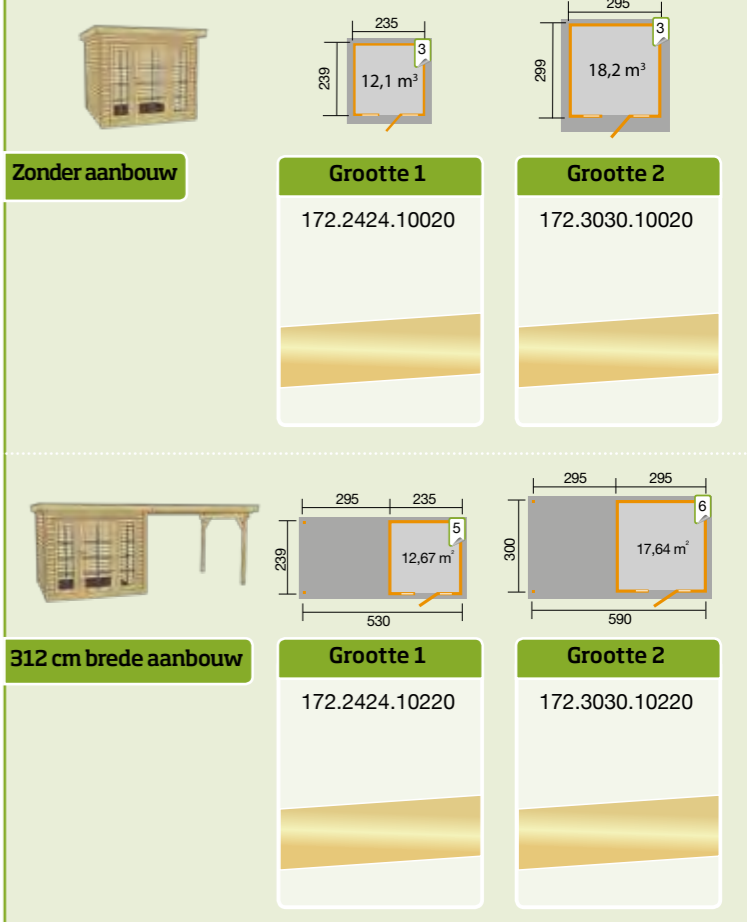 235
295
3
3
239
299
12,1 m³
18,2 m³
Zonder aanbouw
Grootte 1
Grootte 2
172.2424.10020
172.3030.10020
295 235
295 295
5
6
239
300
12,67 m²
17,64 m²
530
590
312 cm brede aanbouw
Grootte 1
Grootte 2
172.2424.10220
172.3030.10220